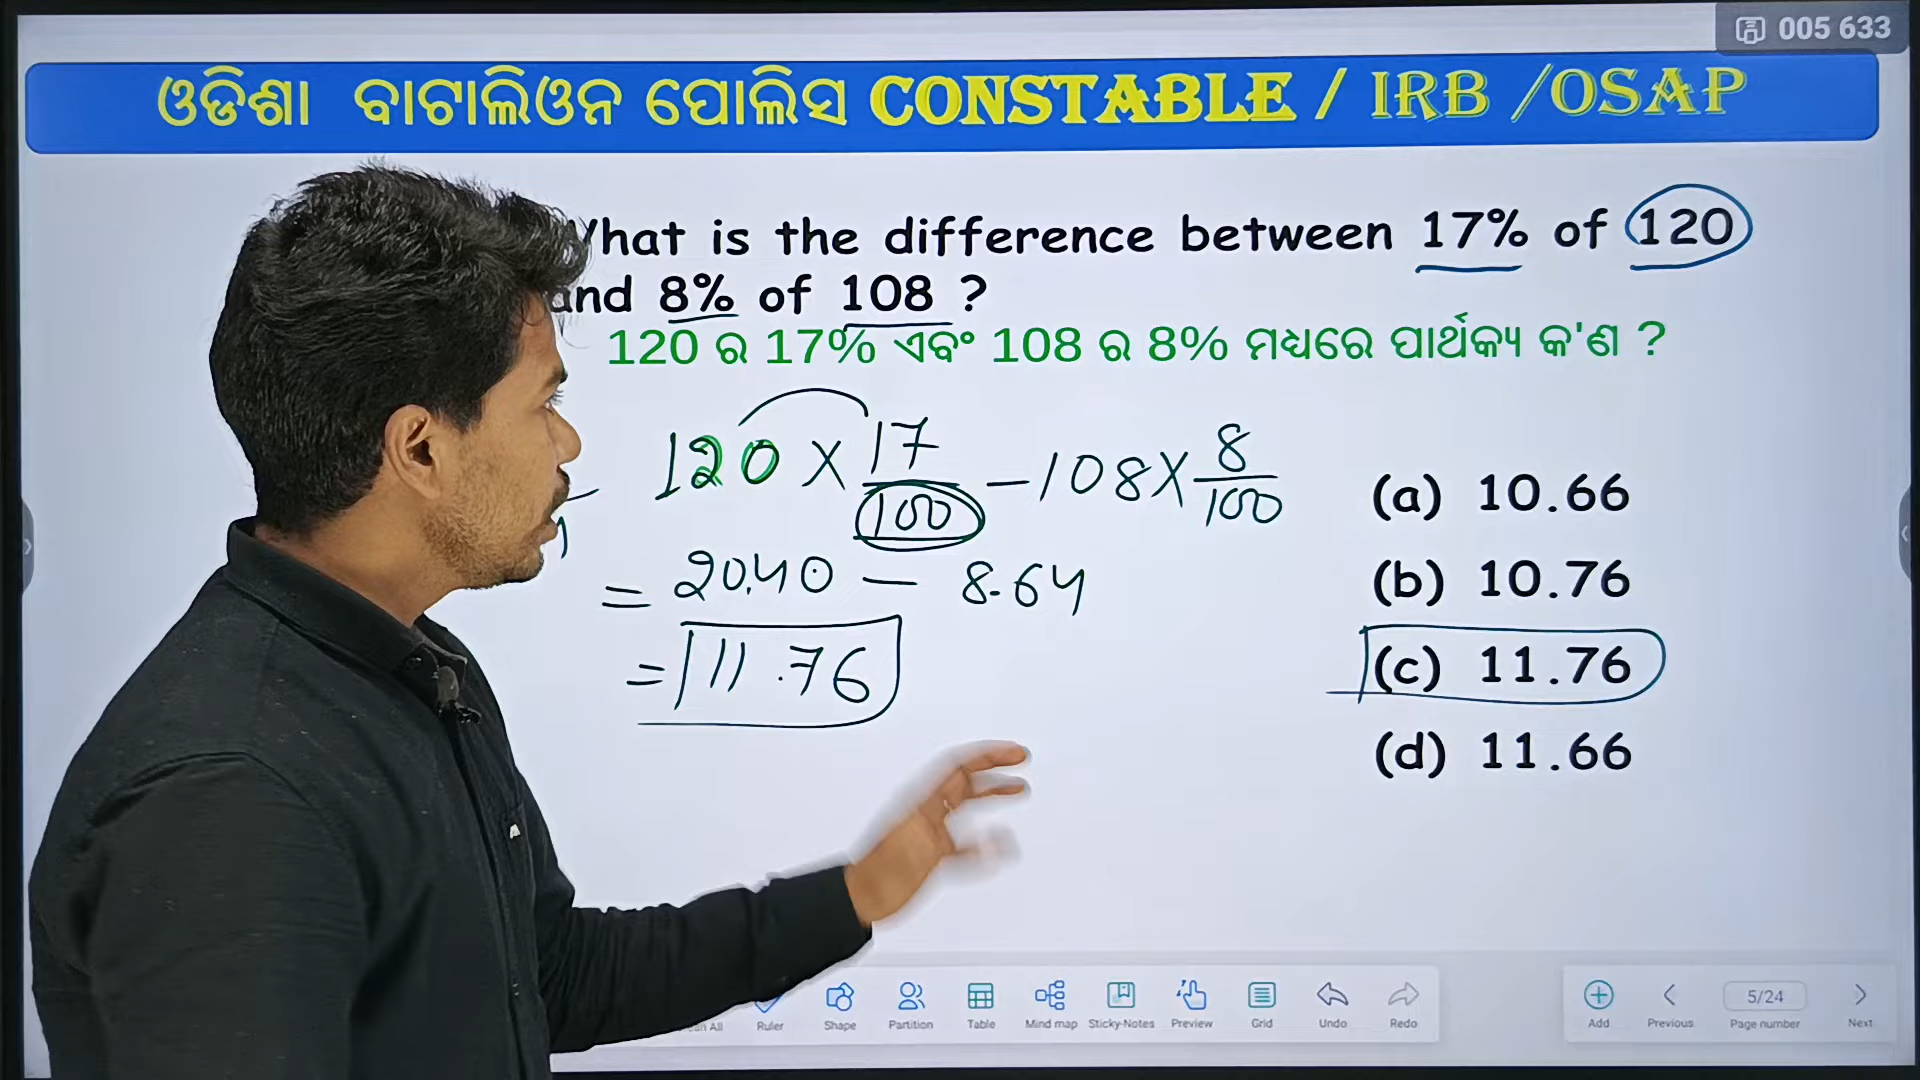 005 633
ଓଡିଶା ବାଟାଲିଓନ ପୋଲିସ CONSTABLE / IRB /OSAP
What is the difference between 17% of 120
and 8% of 108 ?
120 ର 17% ଏବଂ 108 ର 8% ମଧ୍ୟରେ ପାର୍ଥକ୍ୟ କ'ଣ ?
120 × 17/100 − 108 × 8/100
= 20.40 − 8.64
= 11.76
(a) 10.66
(b) 10.76
(c) 11.76
(d) 11.66
All Ruler Shape Partition Table Mind map Sticky-Notes Preview Grid Undo Redo
Add Previous 5/24 Page number Next